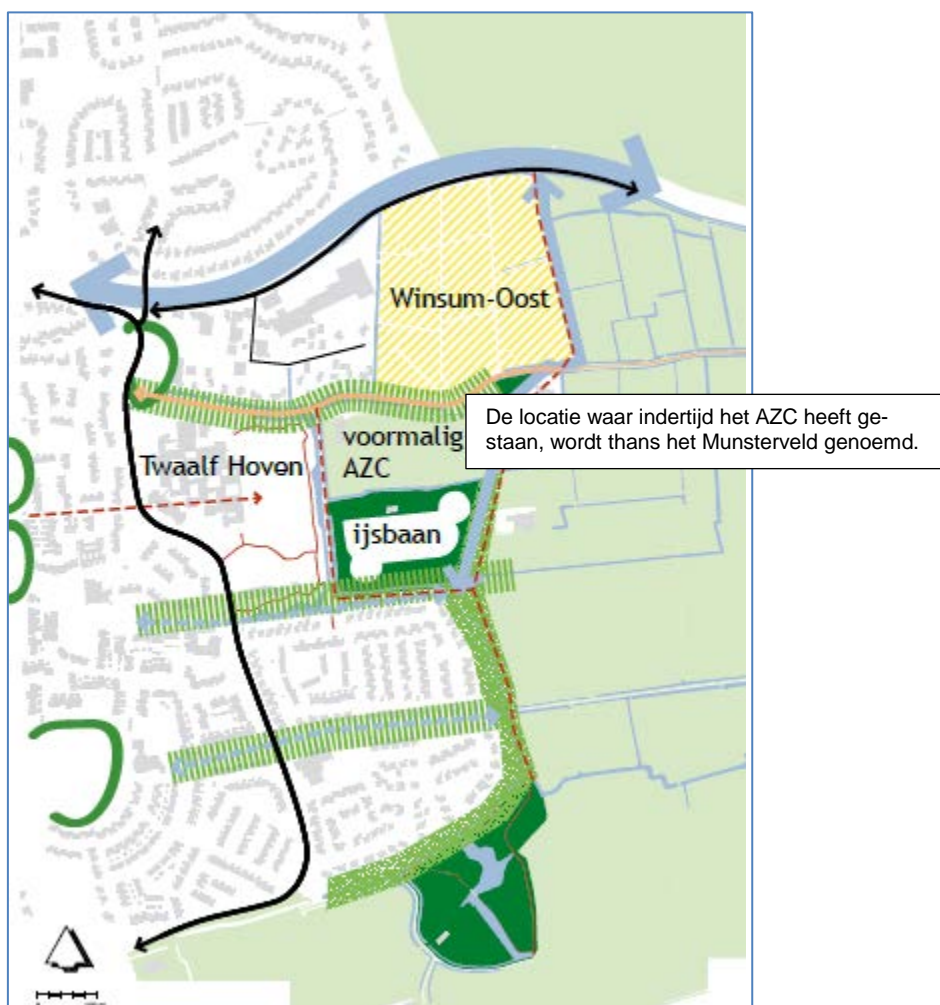 Winsum-Oost
De locatie waar indertijd het AZC heeft ge-
staan, wordt thans het Munsterveld genoemd.
voormalig
AZC
Twaalf Hoven
ijsbaan